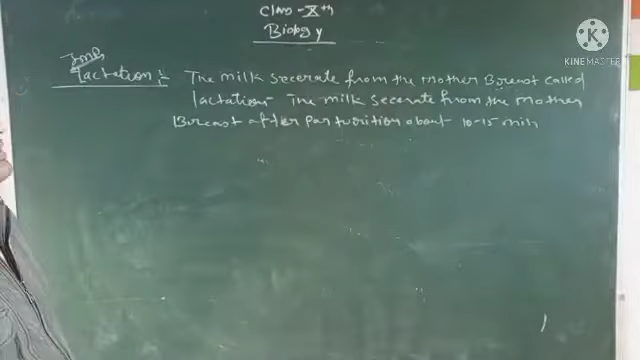 Class - Xth
Biology
Imp
Lactation :- The milk secerate from the mother Breast called
lactation. The milk secerate from the mother
Breast after parturition about 10-15 min
K
KINEMASTER